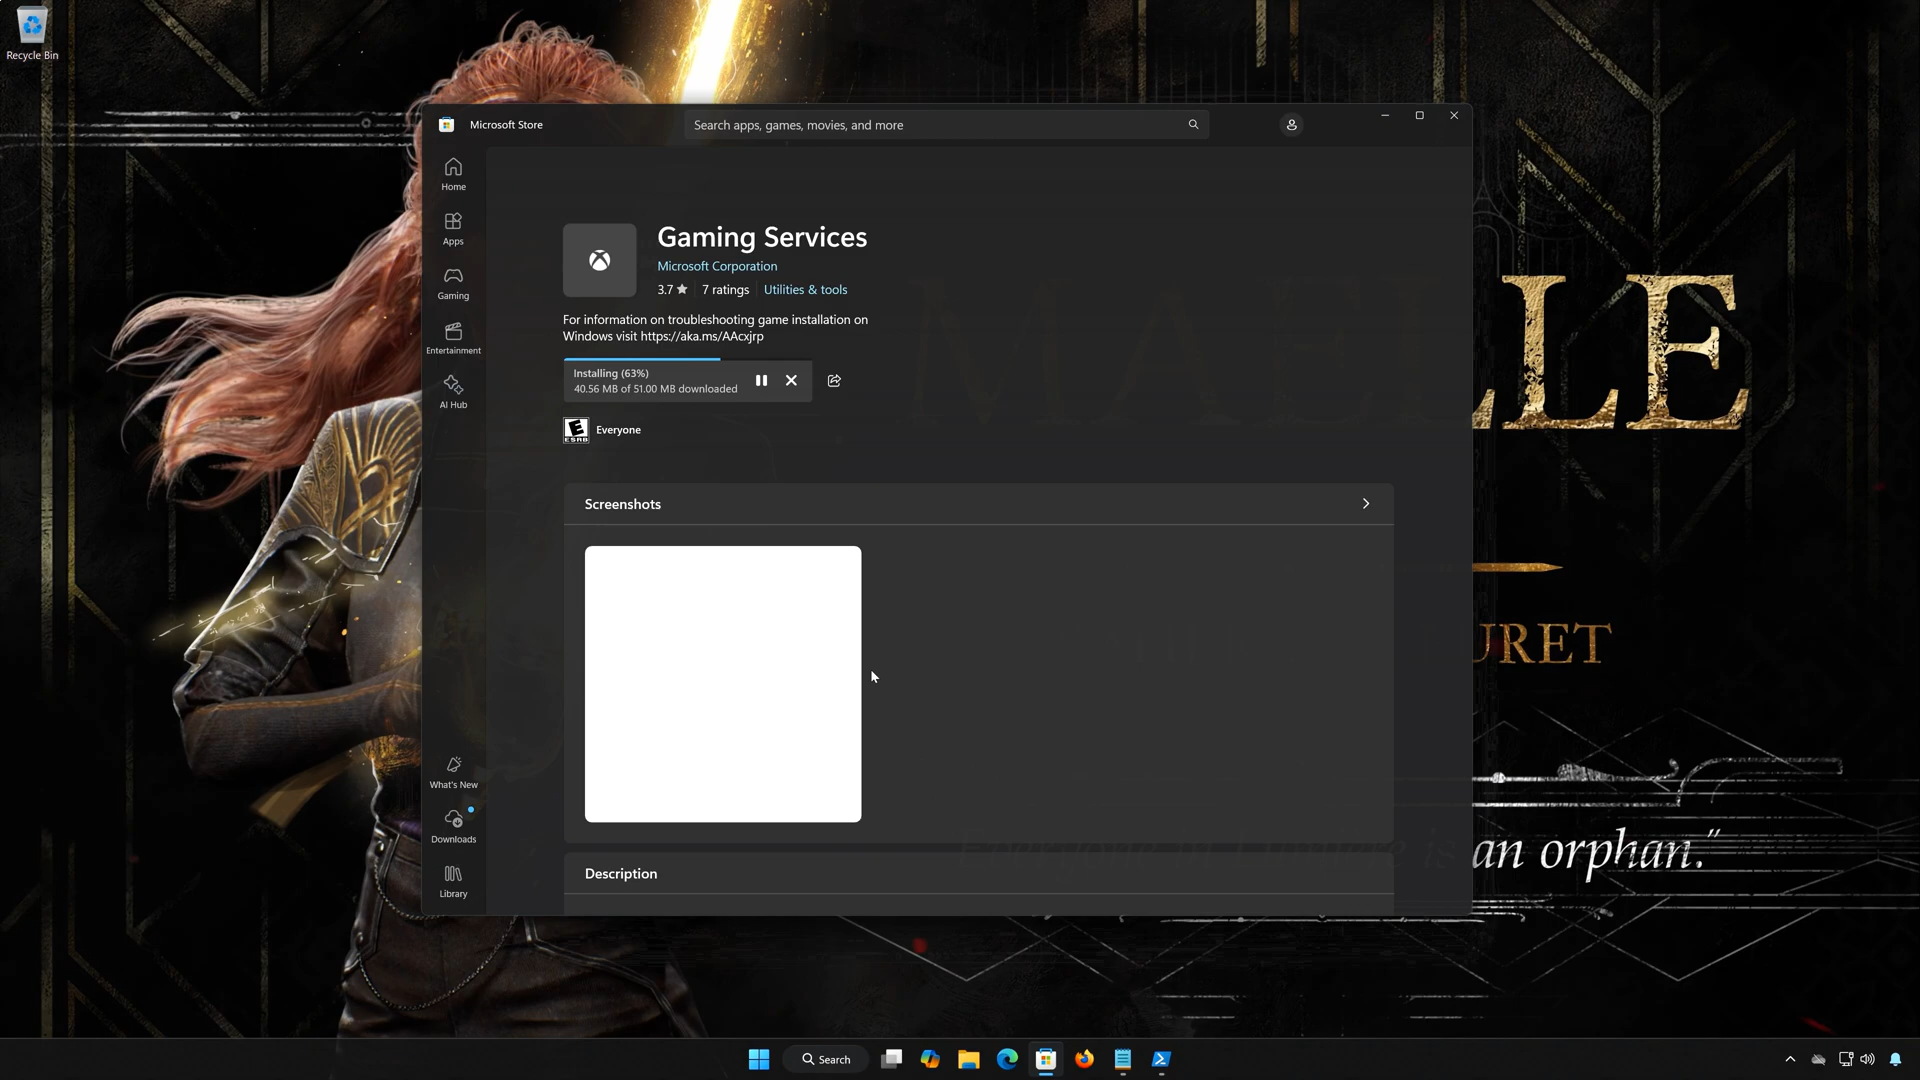 Recycle Bin
Microsoft Store
Search apps, games, movies, and more
Home
Apps
Gaming
Entertainment
AI Hub
What's New
Downloads
Library
Gaming Services
Microsoft Corporation
3.7 7 ratings Utilities & tools
For information on troubleshooting game installation on
Windows visit https://aka.ms/AAcxjrp
Installing (63%)
40.56 MB of 51.00 MB downloaded
E
ESRB
Everyone
Screenshots
Description
LLE
URET
an orphan."
Search